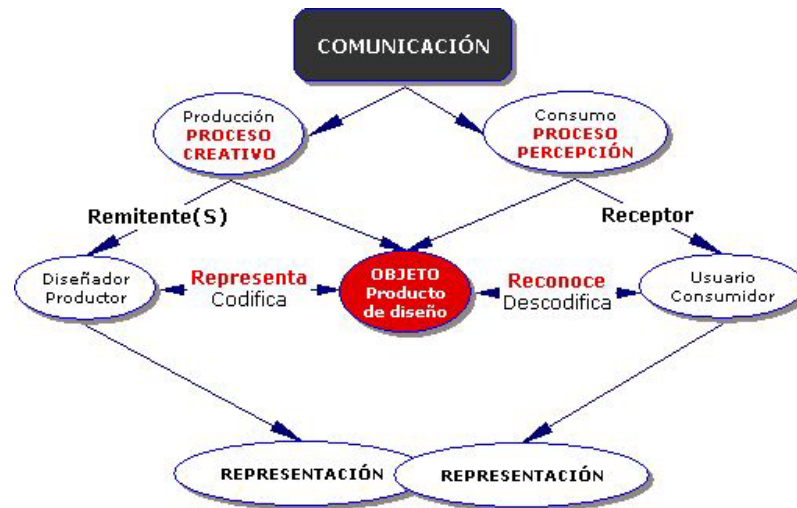 COMUNICACIÓN
Producción
PROCESO
CREATIVO
Consumo
PROCESO
PERCEPCIÓN
Remitente(S)
Receptor
Diseñador
Productor
Representa
Codifica
OBJETO
Producto
de diseño
Reconoce
Descodifica
Usuario
Consumidor
REPRESENTACIÓN
REPRESENTACIÓN